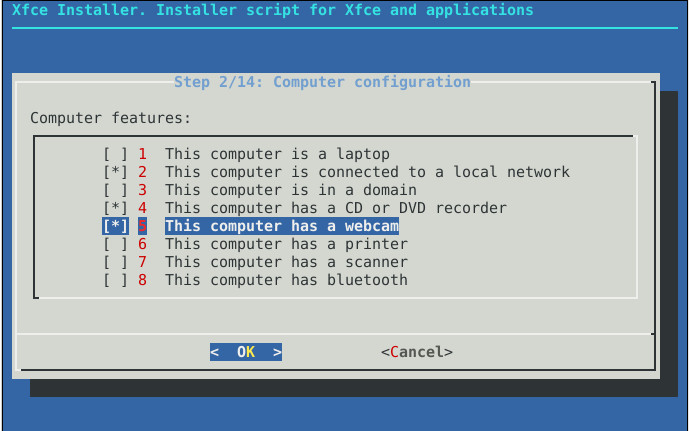 Xfce Installer. Installer script for Xfce and applications
Step 2/14: Computer configuration
Computer features:
[ ] 1 This computer is a laptop
[*] 2 This computer is connected to a local network
[ ] 3 This computer is in a domain
[*] 4 This computer has a CD or DVD recorder
[*] 5 This computer has a webcam
[ ] 6 This computer has a printer
[ ] 7 This computer has a scanner
[ ] 8 This computer has bluetooth
< OK > <Cancel>